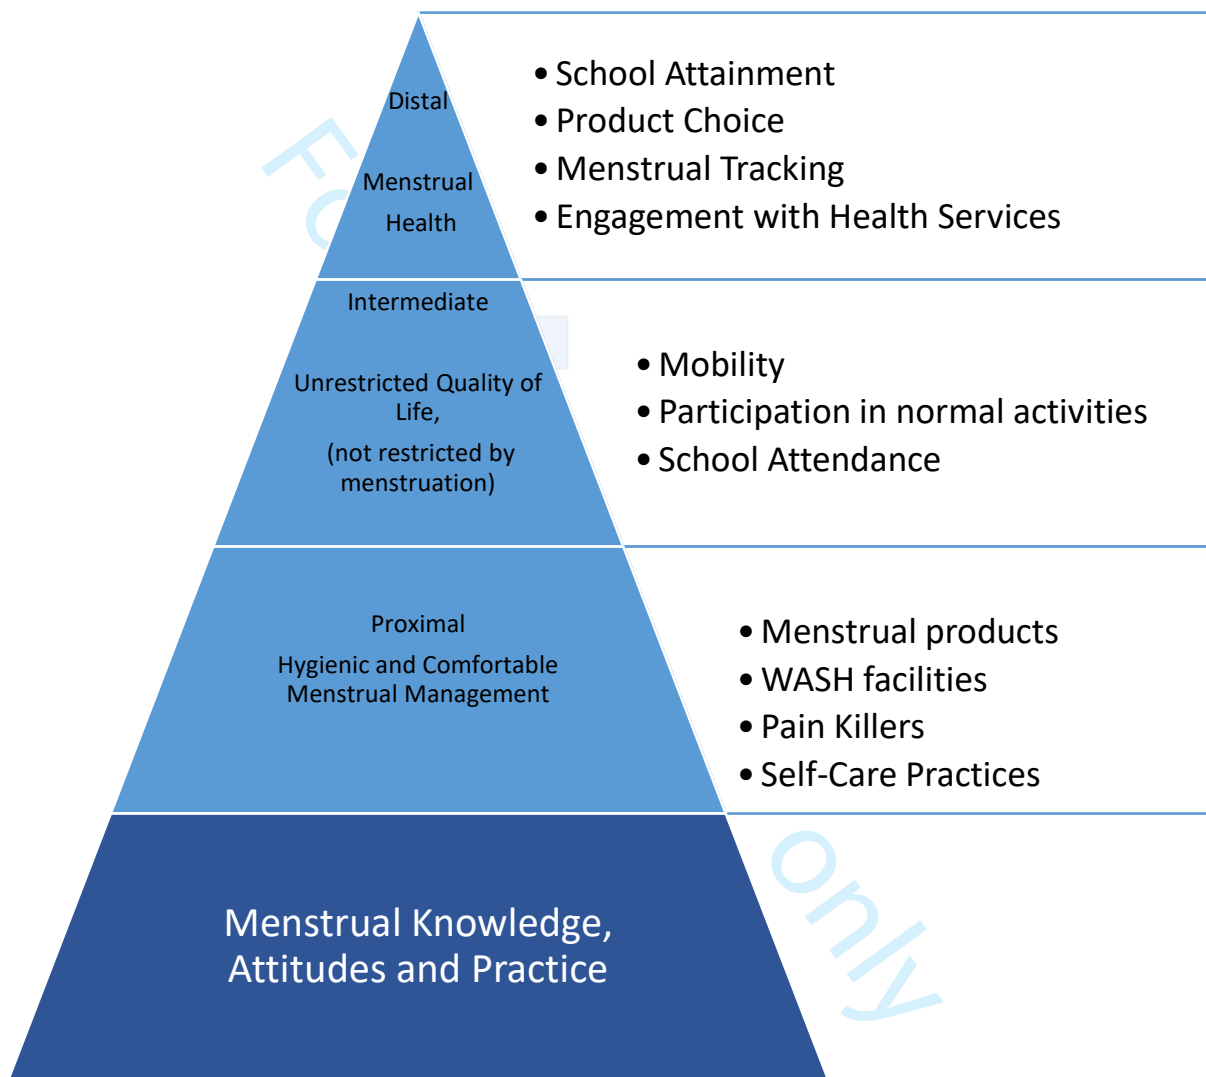 Distal
Menstrual
Health
• School Attainment
• Product Choice
• Menstrual Tracking
• Engagement with Health Services
Intermediate
Unrestricted Quality of
Life,
(not restricted by
menstruation)
• Mobility
• Participation in normal activities
• School Attendance
Proximal
Hygienic and Comfortable
Menstrual Management
• Menstrual products
• WASH facilities
• Pain Killers
• Self-Care Practices
Menstrual Knowledge,
Attitudes and Practice
only